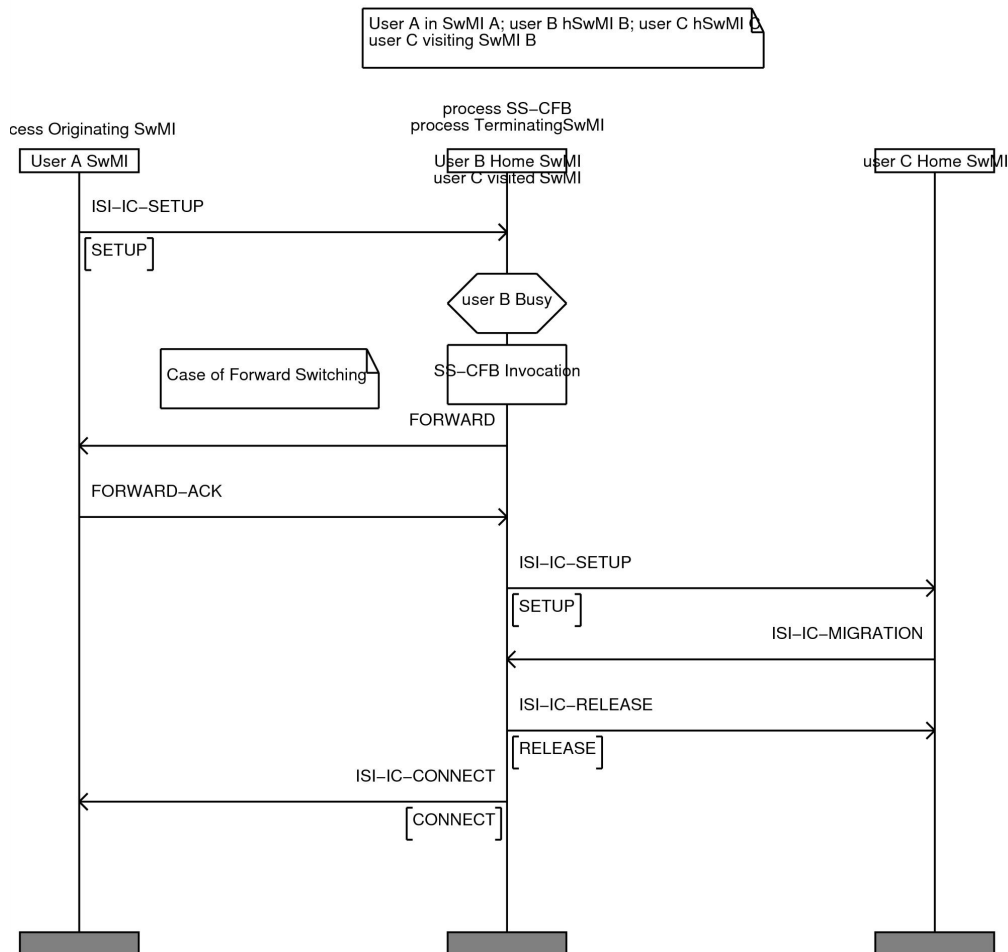 User A in SwMI A; user B hSwMI B; user C hSwMI C
user C visiting SwMI B
process SS−CFB
process TerminatingSwMI
cess Originating SwMI
User A SwMI
User B Home SwMI
user C visited SwMI
user C Home SwMI
ISI−IC−SETUP
SETUP
user B Busy
SS−CFB Invocation
Case of Forward Switching
FORWARD
FORWARD−ACK
ISI−IC−SETUP
SETUP
ISI−IC−MIGRATION
ISI−IC−RELEASE
RELEASE
ISI−IC−CONNECT
CONNECT